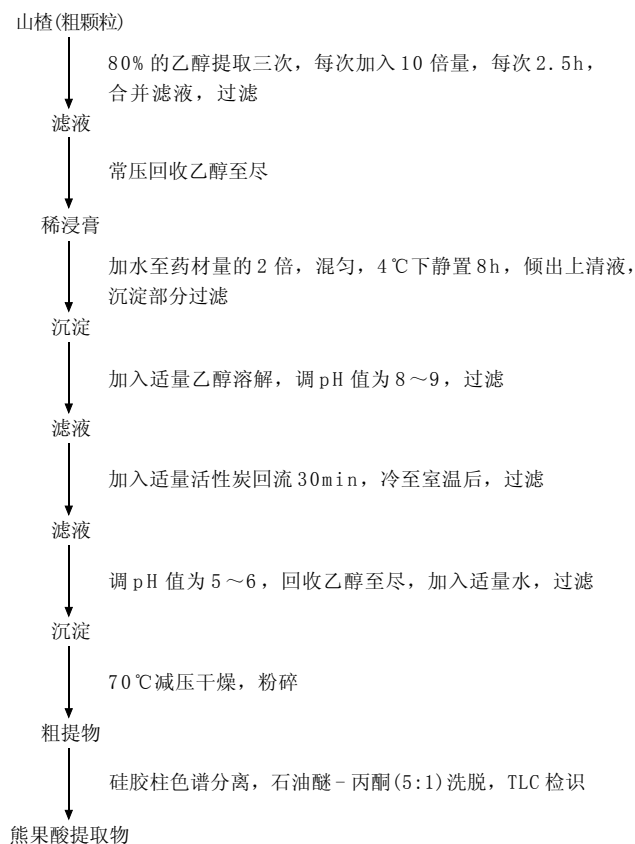 山楂(粗颗粒)
80%的乙醇提取三次，每次加入10倍量，每次2.5h，
合并滤液，过滤
滤液
常压回收乙醇至尽
稀浸膏
加水至药材量的2倍，混匀，4℃下静置8h，倾出上清液，
沉淀部分过滤
沉淀
加入适量乙醇溶解，调pH值为8～9，过滤
滤液
加入适量活性炭回流30min，冷至室温后，过滤
滤液
调pH值为5～6，回收乙醇至尽，加入适量水，过滤
沉淀
70℃减压干燥，粉碎
粗提物
硅胶柱色谱分离，石油醚–丙酮(5:1)洗脱，TLC检识
熊果酸提取物